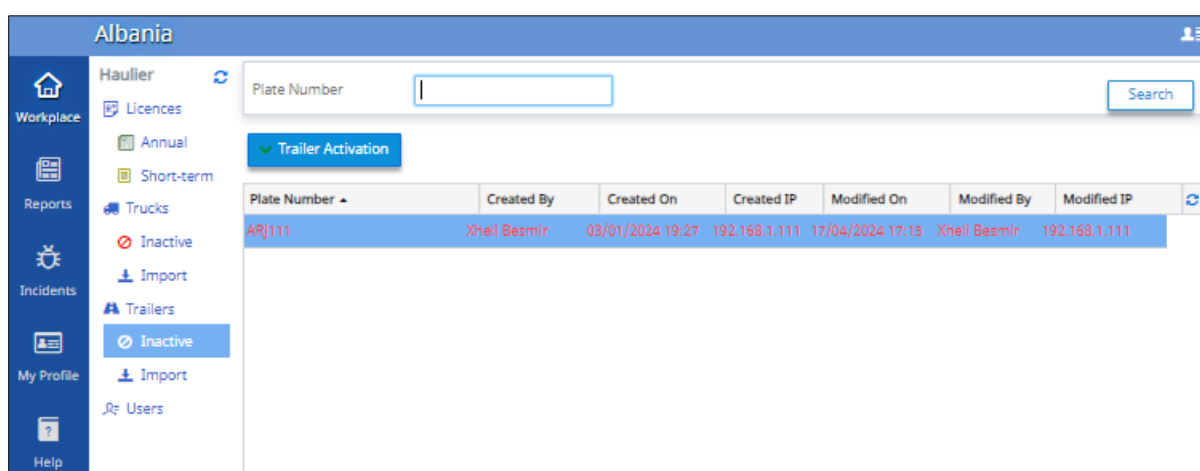 Albania
Workplace
Reports
Incidents
My Profile
Help
Haulier
Licences
Annual
Short-term
Trucks
Inactive
Import
Trailers
Inactive
Import
Users
Plate Number
Search
Trailer Activation
Plate Number Created By Created On Created IP Modified On Modified By Modified IP
ARJ111 Xheli Besmir 03/01/2024 19:27 192.168.1.111 17/04/2024 17:15 Xheli Besmir 192.168.1.111